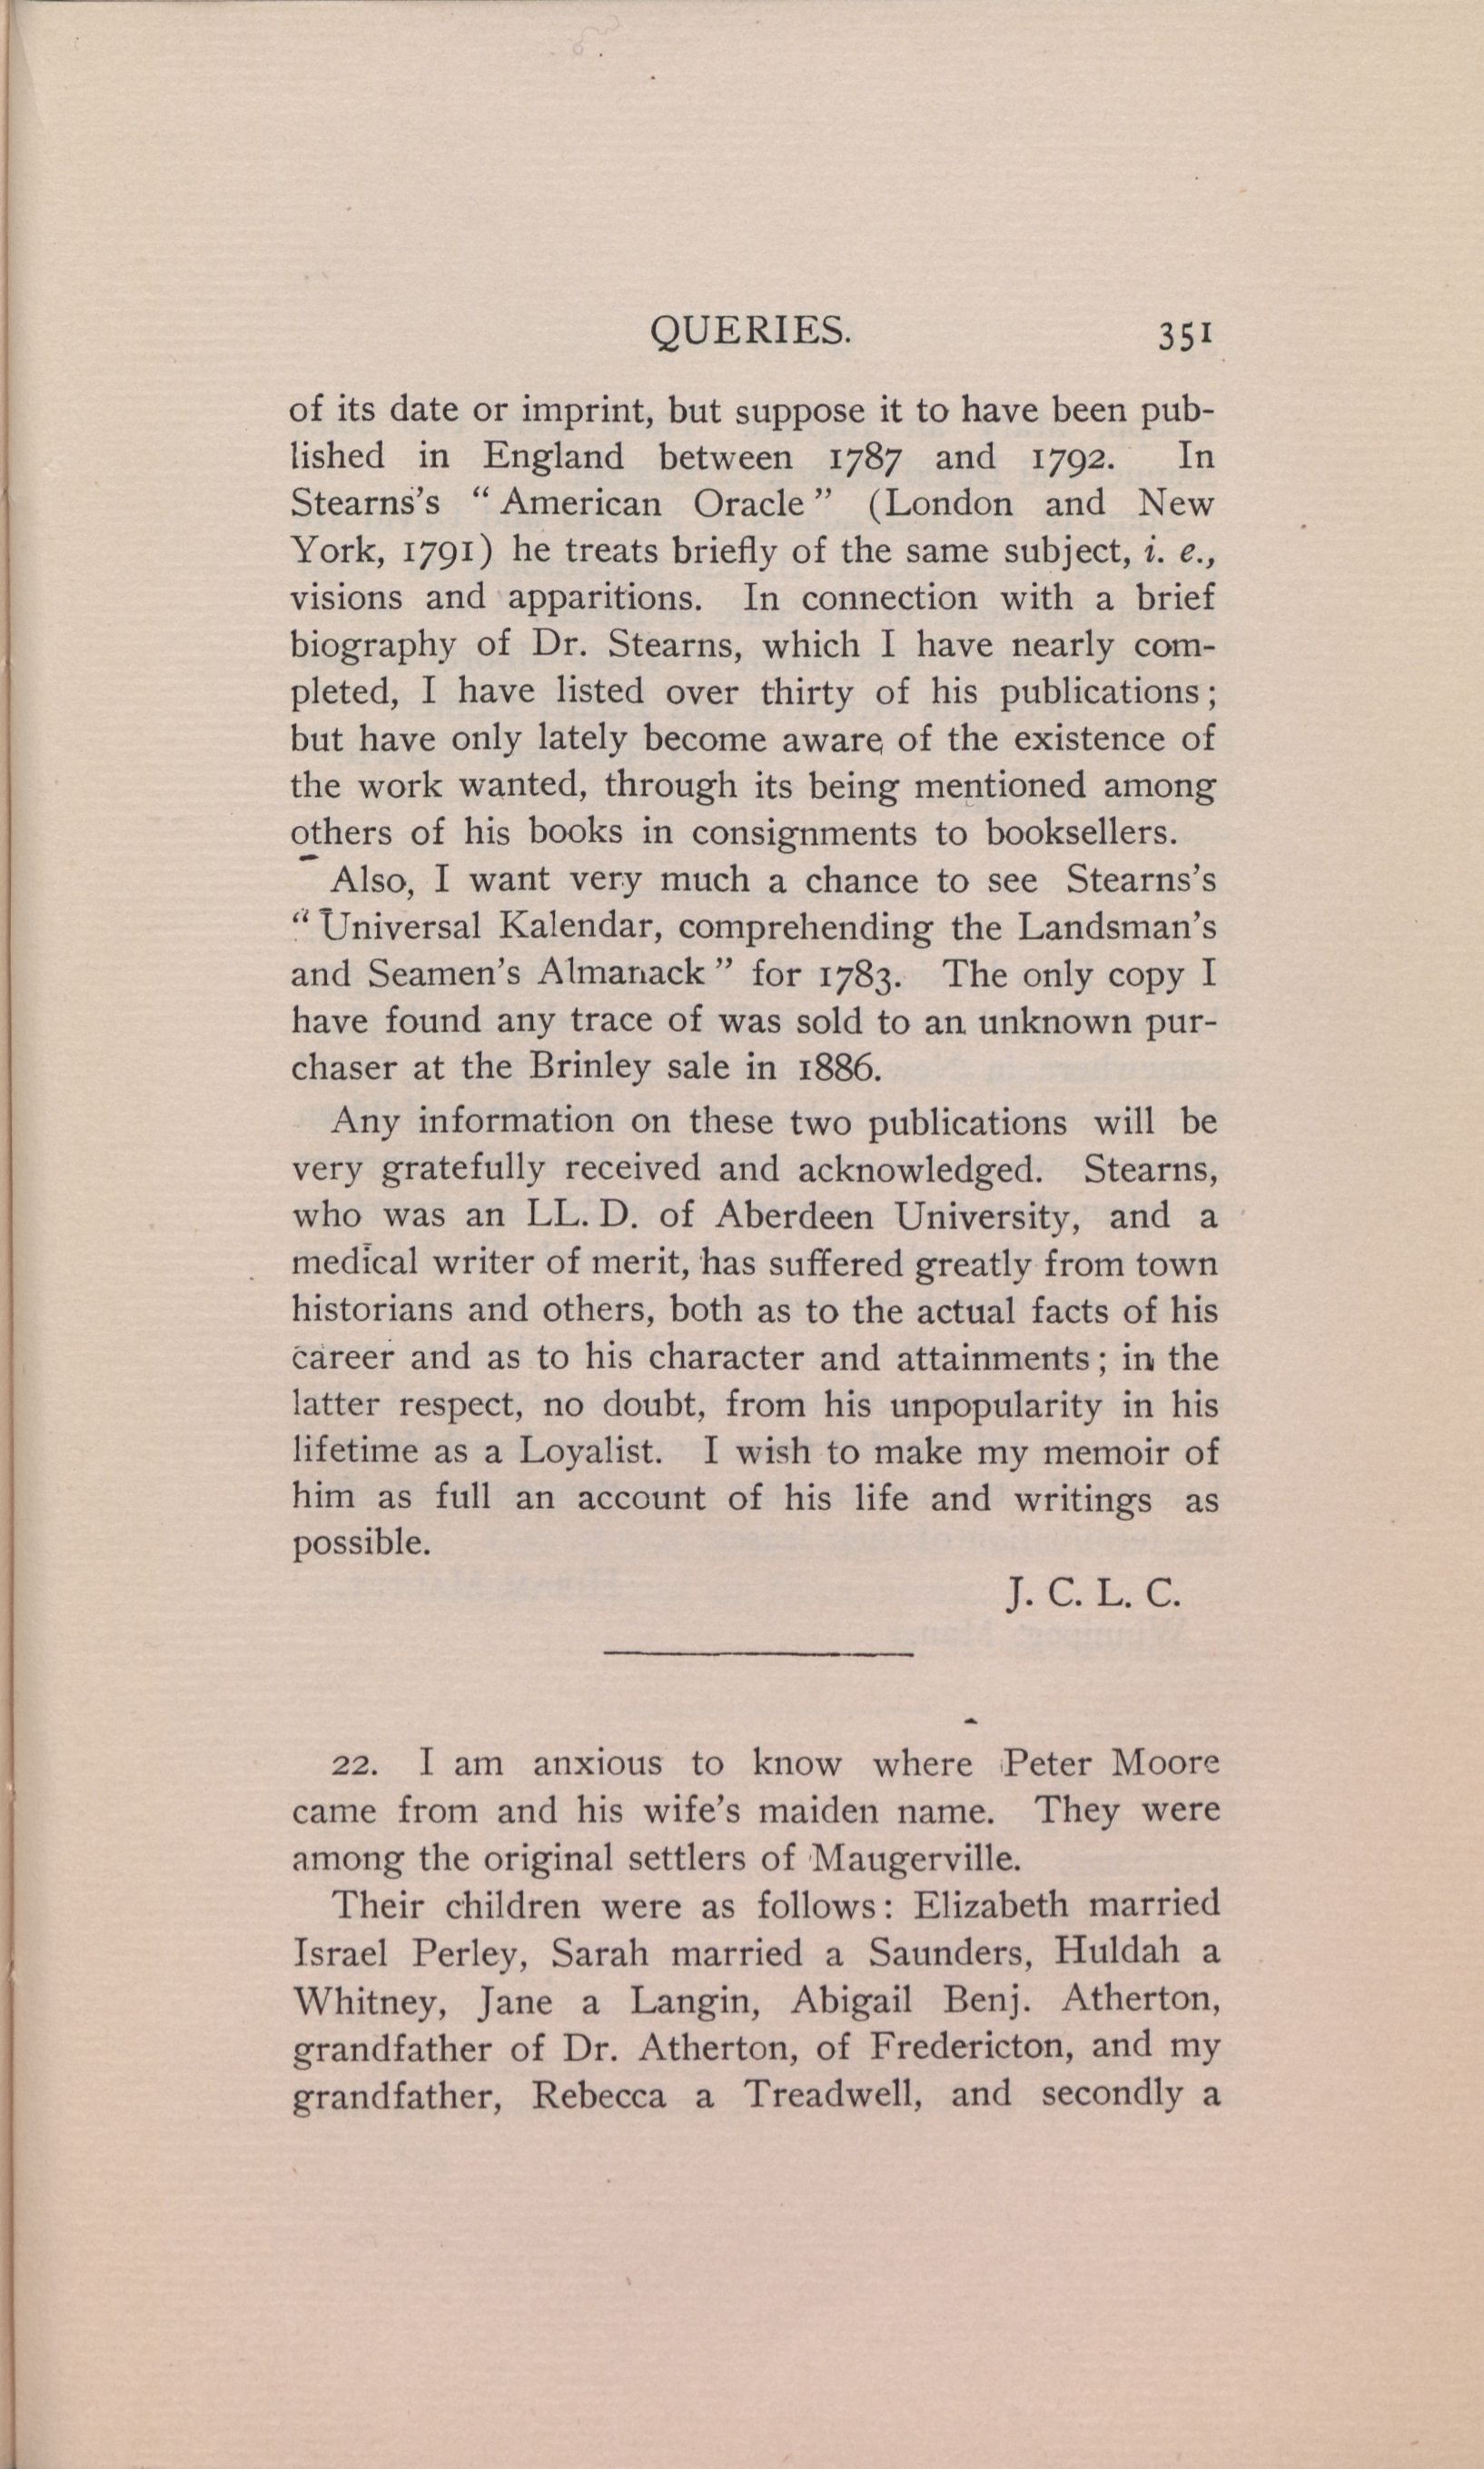 QUERIES. 351
of its date or imprint, but suppose it to have been pub-
lished in England between 1787 and 1792. In
Stearns's “American Oracle” (London and New
York, 1791) he treats briefly of the same subject, i. e.,
visions and apparitions. In connection with a brief
biography of Dr. Stearns, which I have nearly com-
pleted, I have listed over thirty of his publications;
but have only lately become aware of the existence of
the work wanted, through its being mentioned among
others of his books in consignments to booksellers.
Also, I want very much a chance to see Stearns's
“Universal Kalendar, comprehending the Landsman's
and Seamen's Almanack” for 1783. The only copy I
have found any trace of was sold to an unknown pur-
chaser at the Brinley sale in 1886.
Any information on these two publications will be
very gratefully received and acknowledged. Stearns,
who was an LL. D. of Aberdeen University, and a
medical writer of merit, has suffered greatly from town
historians and others, both as to the actual facts of his
career and as to his character and attainments; in the
latter respect, no doubt, from his unpopularity in his
lifetime as a Loyalist. I wish to make my memoir of
him as full an account of his life and writings as
possible.
J. C. L. C.
22. I am anxious to know where Peter Moore
came from and his wife's maiden name. They were
among the original settlers of Maugerville.
Their children were as follows: Elizabeth married
Israel Perley, Sarah married a Saunders, Huldah a
Whitney, Jane a Langin, Abigail Benj. Atherton,
grandfather of Dr. Atherton, of Fredericton, and my
grandfather, Rebecca a Treadwell, and secondly a